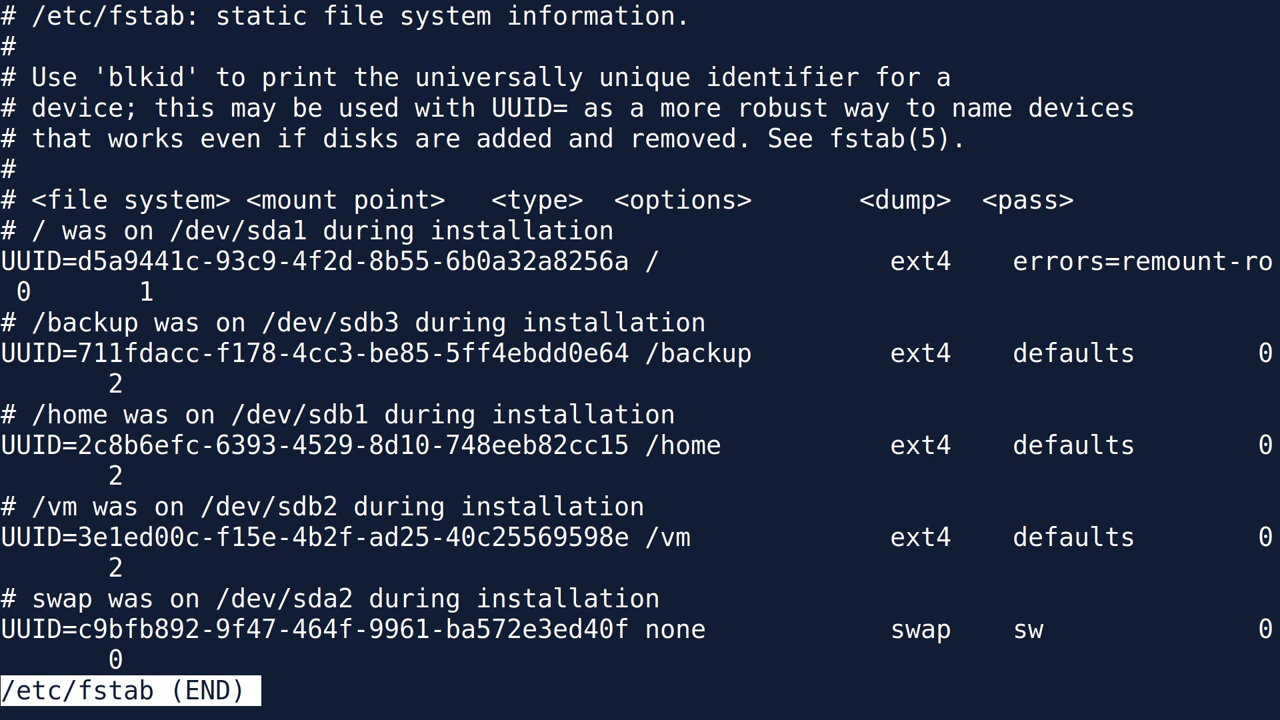 # /etc/fstab: static file system information.
#
# Use 'blkid' to print the universally unique identifier for a
# device; this may be used with UUID= as a more robust way to name devices
# that works even if disks are added and removed. See fstab(5).
#
# <file system> <mount point>   <type>  <options>       <dump>  <pass>
# / was on /dev/sda1 during installation
UUID=d5a9441c-93c9-4f2d-8b55-6b0a32a8256a /               ext4    errors=remount-ro
 0       1
# /backup was on /dev/sdb3 during installation
UUID=711fdacc-f178-4cc3-be85-5ff4ebdd0e64 /backup         ext4    defaults        0
       2
# /home was on /dev/sdb1 during installation
UUID=2c8b6efc-6393-4529-8d10-748eeb82cc15 /home           ext4    defaults        0
       2
# /vm was on /dev/sdb2 during installation
UUID=3e1ed00c-f15e-4b2f-ad25-40c25569598e /vm             ext4    defaults        0
       2
# swap was on /dev/sda2 during installation
UUID=c9bfb892-9f47-464f-9961-ba572e3ed40f none            swap    sw              0
       0
/etc/fstab (END)